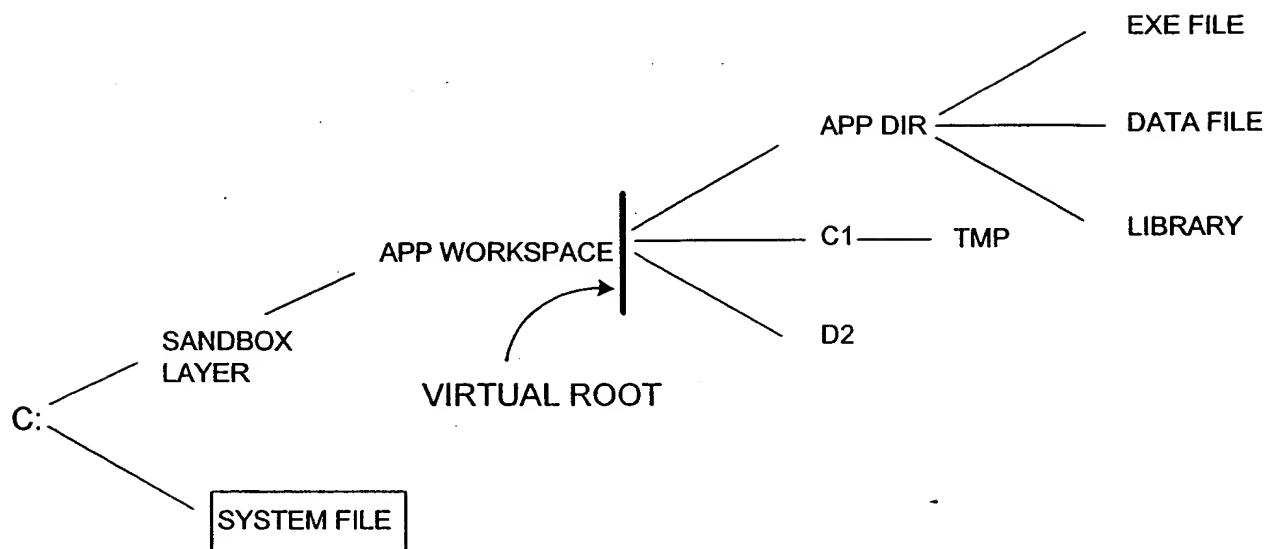 EXE FILE
APP DIR
DATA FILE
LIBRARY
APP WORKSPACE
C1
TMP
SANDBOX
LAYER
D2
VIRTUAL ROOT
C:
SYSTEM FILE